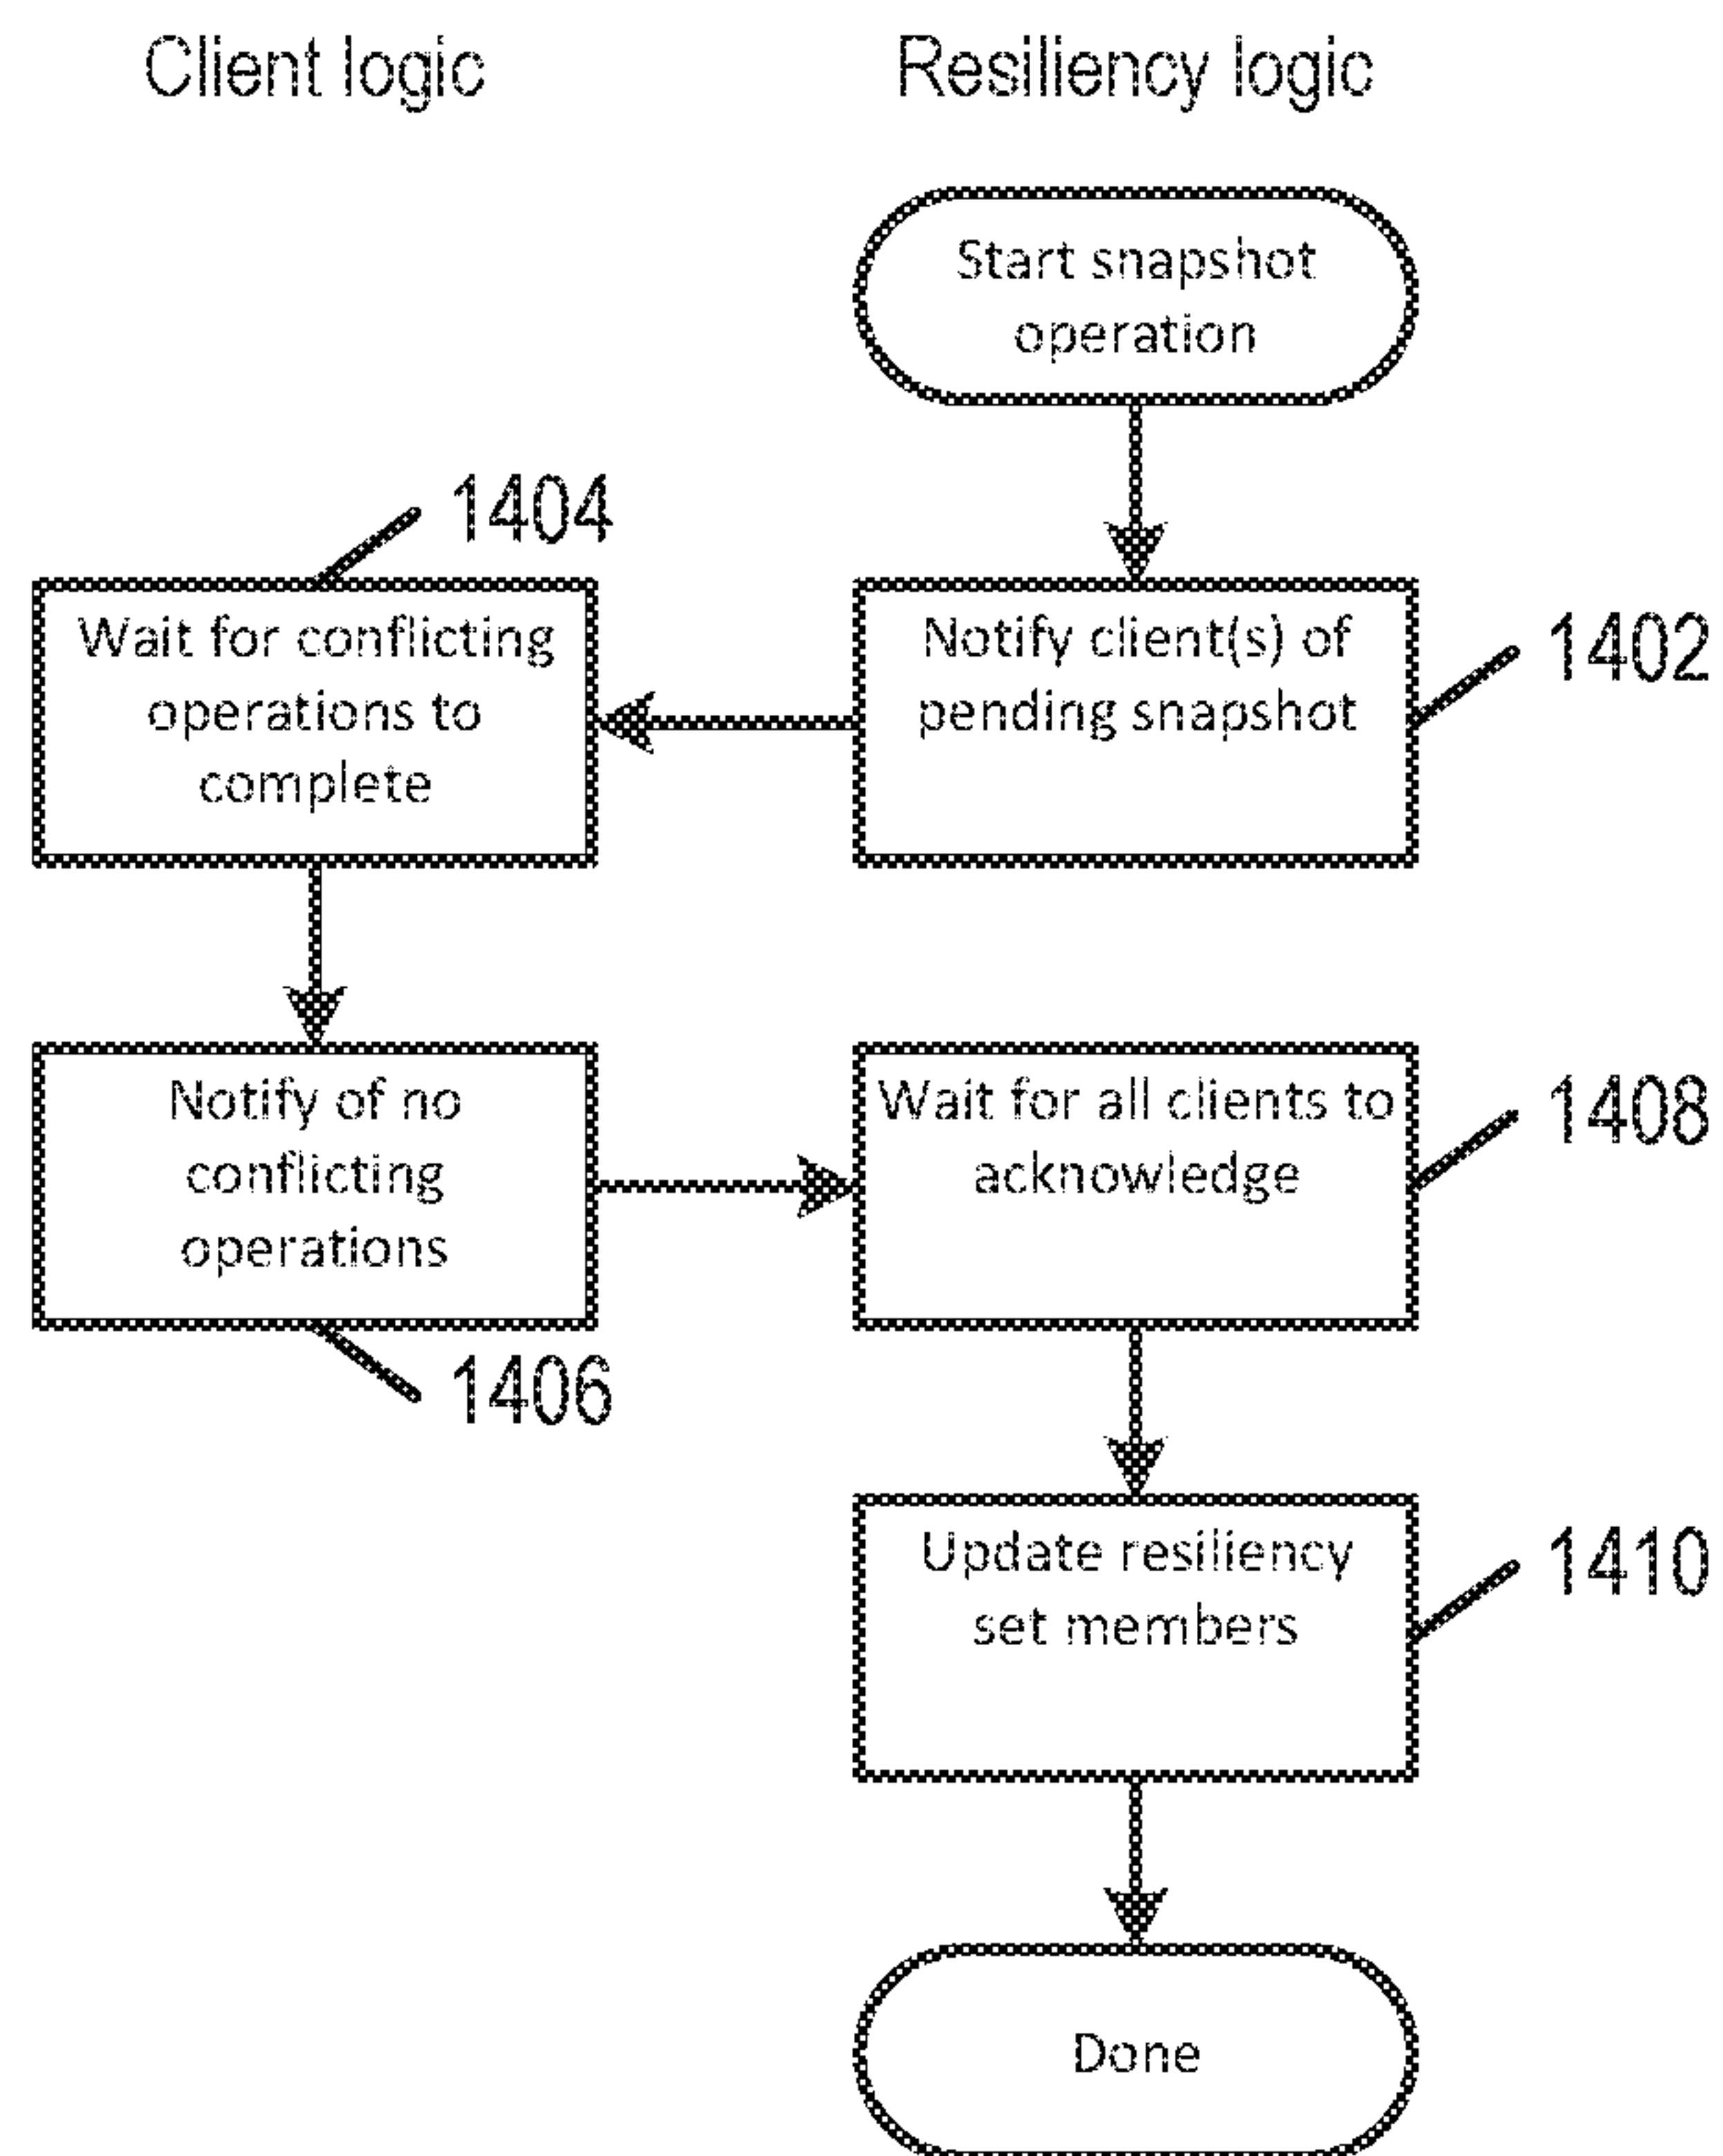 Client logic
Resiliency logic
Start snapshot
operation
1404
Wait for conflicting
operations to
complete
Notify client(s) of
pending snapshot
1402
Notify of no
conflicting
operations
1406
Wait for all clients to
acknowledge
1408
Update resiliency
set members
1410
Done